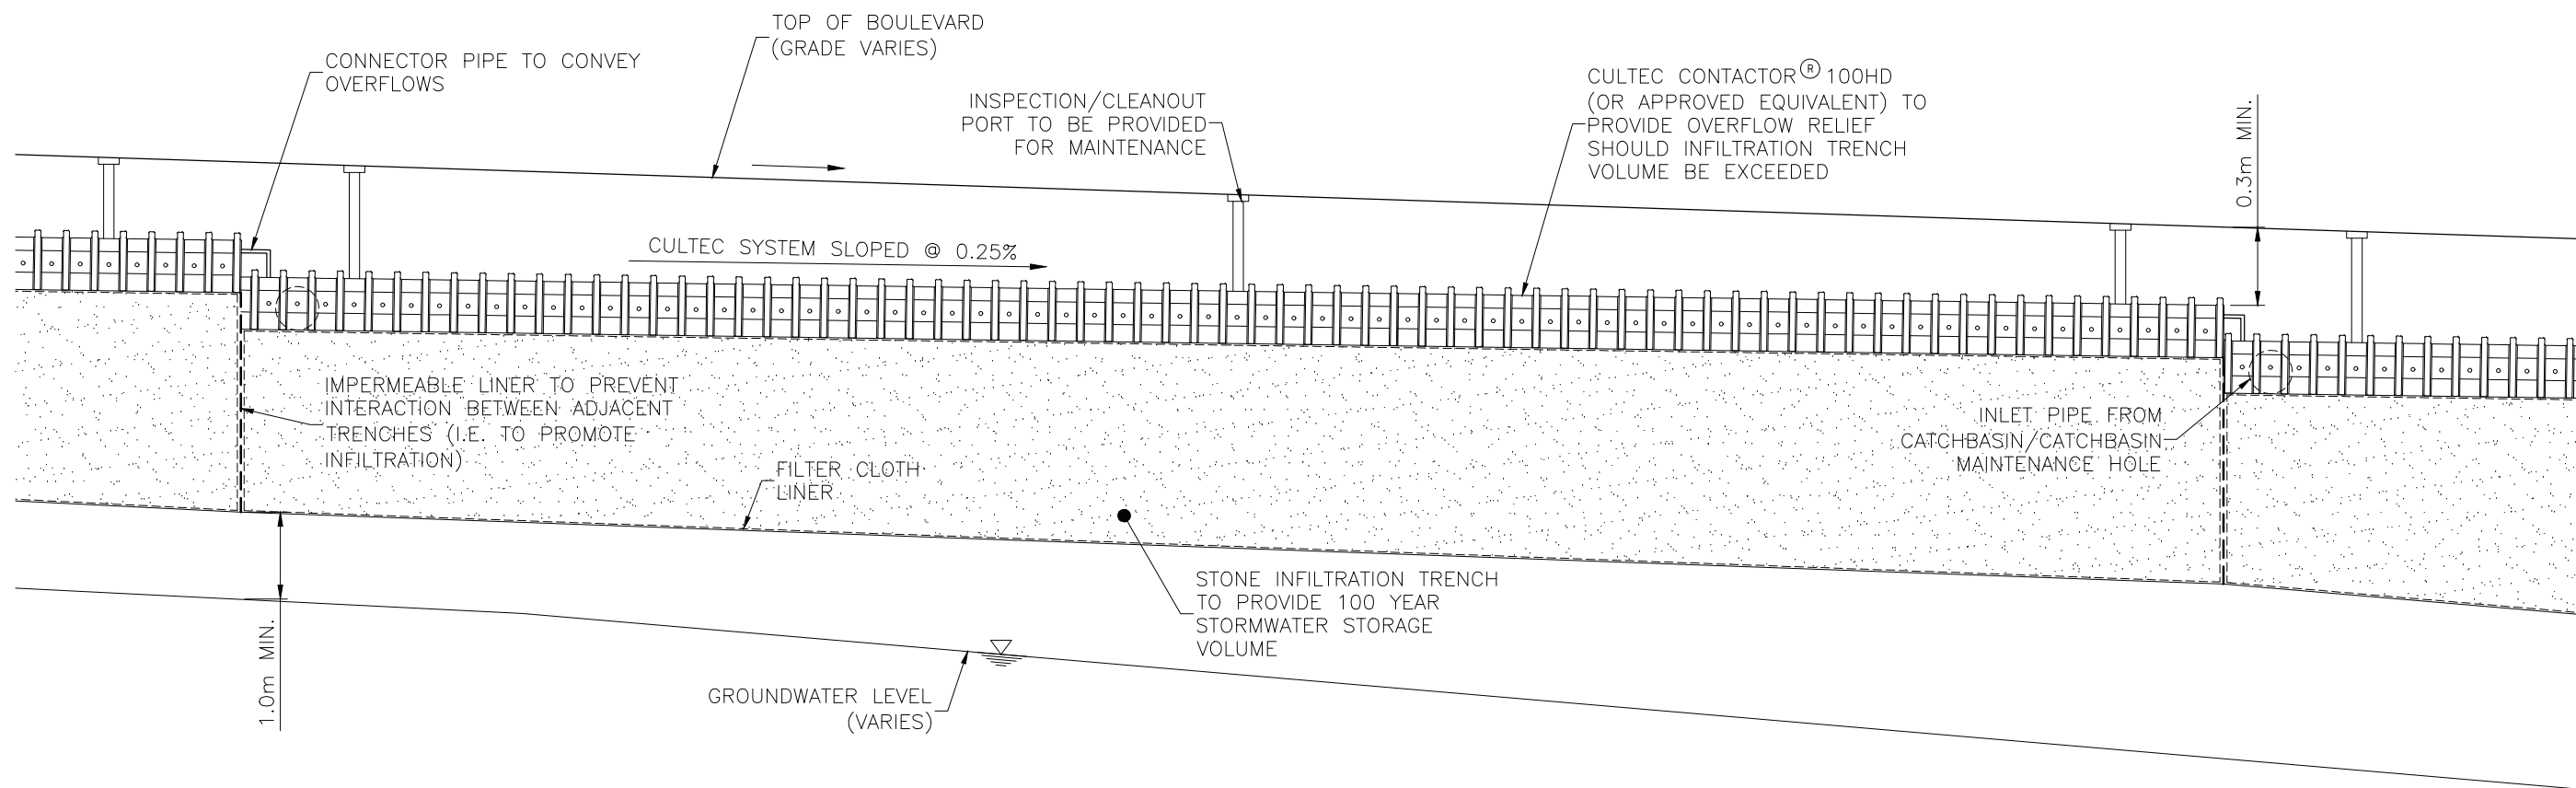 TOP OF BOULEVARD
(GRADE VARIES)
CONNECTOR PIPE TO CONVEY
OVERFLOWS
INSPECTION/CLEANOUT
PORT TO BE PROVIDED
FOR MAINTENANCE
CULTEC CONTACTOR® 100HD
(OR APPROVED EQUIVALENT) TO
PROVIDE OVERFLOW RELIEF
SHOULD INFILTRATION TRENCH
VOLUME BE EXCEEDED
0.3m MIN.
CULTEC SYSTEM SLOPED @ 0.25%
IMPERMEABLE LINER TO PREVENT
INTERACTION BETWEEN ADJACENT
TRENCHES (I.E. TO PROMOTE
INFILTRATION)
FILTER CLOTH
LINER
INLET PIPE FROM
CATCHBASIN/CATCHBASIN
MAINTENANCE HOLE
STONE INFILTRATION TRENCH
TO PROVIDE 100 YEAR
STORMWATER STORAGE
VOLUME
1.0m MIN.
GROUNDWATER LEVEL
(VARIES)